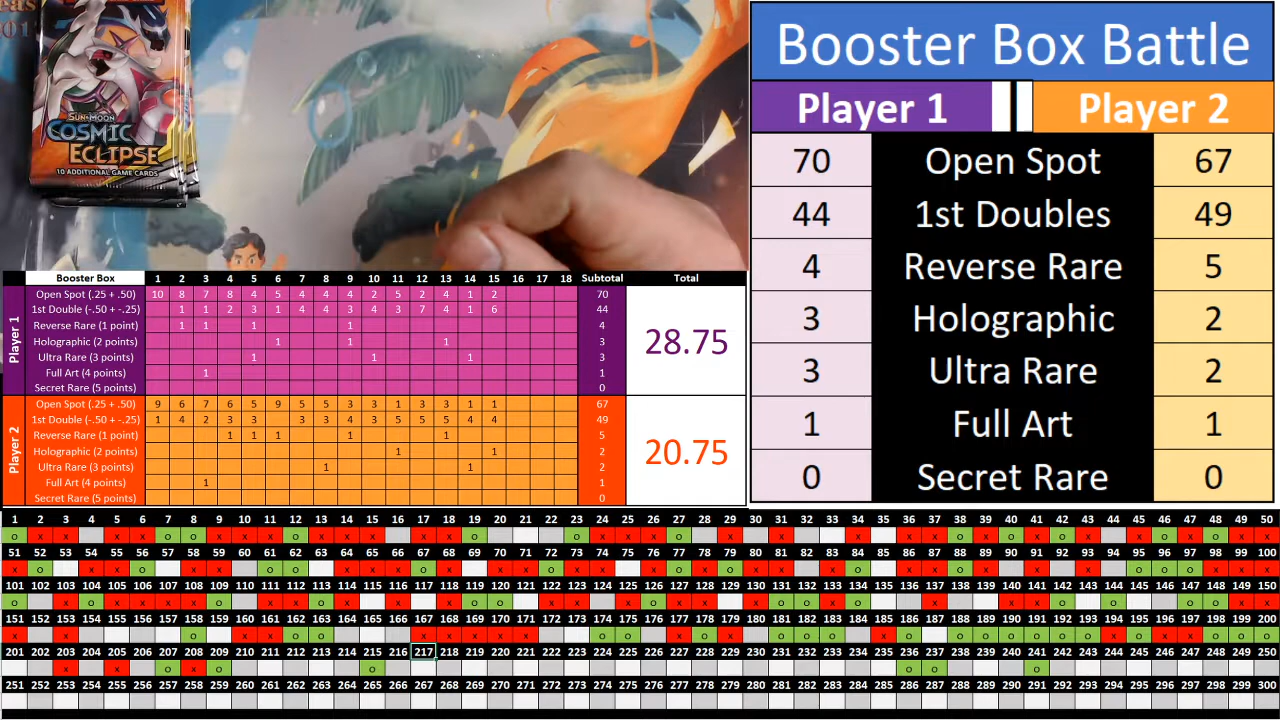 eas
01
SUN & MOON
COSMIC
ECLIPSE
10 ADDITIONAL GAME CARDS
Booster Box Battle
Player 1 Player 2
70 Open Spot 67
44 1st Doubles 49
4 Reverse Rare 5
3 Holographic 2
3 Ultra Rare 2
1 Full Art 1
0 Secret Rare 0
Booster Box 1 2 3 4 5 6 7 8 9 10 11 12 13 14 15 16 17 18 Subtotal Total
Player 1
Open Spot (.25 + .50) 10 8 7 8 4 5 4 4 4 2 5 2 4 1 2 70
1st Double (-.50 + -.25) 1 1 2 3 1 4 4 3 4 3 7 4 1 6 44
Reverse Rare (1 point) 1 1 1 1 4
Holographic (2 points) 1 1 1 3
Ultra Rare (3 points) 1 1 1 3
Full Art (4 points) 1 1
Secret Rare (5 points) 0
28.75
Player 2
Open Spot (.25 + .50) 9 6 7 6 5 9 5 5 3 3 1 3 3 1 1 67
1st Double (-.50 + -.25) 1 4 2 3 3 3 3 4 3 5 5 5 4 4 49
Reverse Rare (1 point) 1 1 1 1 1 5
Holographic (2 points) 1 1 2
Ultra Rare (3 points) 1 1 2
Full Art (4 points) 1 1
Secret Rare (5 points) 0
20.75
1 2 3 4 5 6 7 8 9 10 11 12 13 14 15 16 17 18 19 20 21 22 23 24 25 26 27 28 29 30 31 32 33 34 35 36 37 38 39 40 41 42 43 44 45 46 47 48 49 50
51 52 53 54 55 56 57 58 59 60 61 62 63 64 65 66 67 68 69 70 71 72 73 74 75 76 77 78 79 80 81 82 83 84 85 86 87 88 89 90 91 92 93 94 95 96 97 98 99 100
101 102 103 104 105 106 107 108 109 110 111 112 113 114 115 116 117 118 119 120 121 122 123 124 125 126 127 128 129 130 131 132 133 134 135 136 137 138 139 140 141 142 143 144 145 146 147 148 149 150
151 152 153 154 155 156 157 158 159 160 161 162 163 164 165 166 167 168 169 170 171 172 173 174 175 176 177 178 179 180 181 182 183 184 185 186 187 188 189 190 191 192 193 194 195 196 197 198 199 200
201 202 203 204 205 206 207 208 209 210 211 212 213 214 215 216 217 218 219 220 221 222 223 224 225 226 227 228 229 230 231 232 233 234 235 236 237 238 239 240 241 242 243 244 245 246 247 248 249 250
251 252 253 254 255 256 257 258 259 260 261 262 263 264 265 266 267 268 269 270 271 272 273 274 275 276 277 278 279 280 281 282 283 284 285 286 287 288 289 290 291 292 293 294 295 296 297 298 299 300